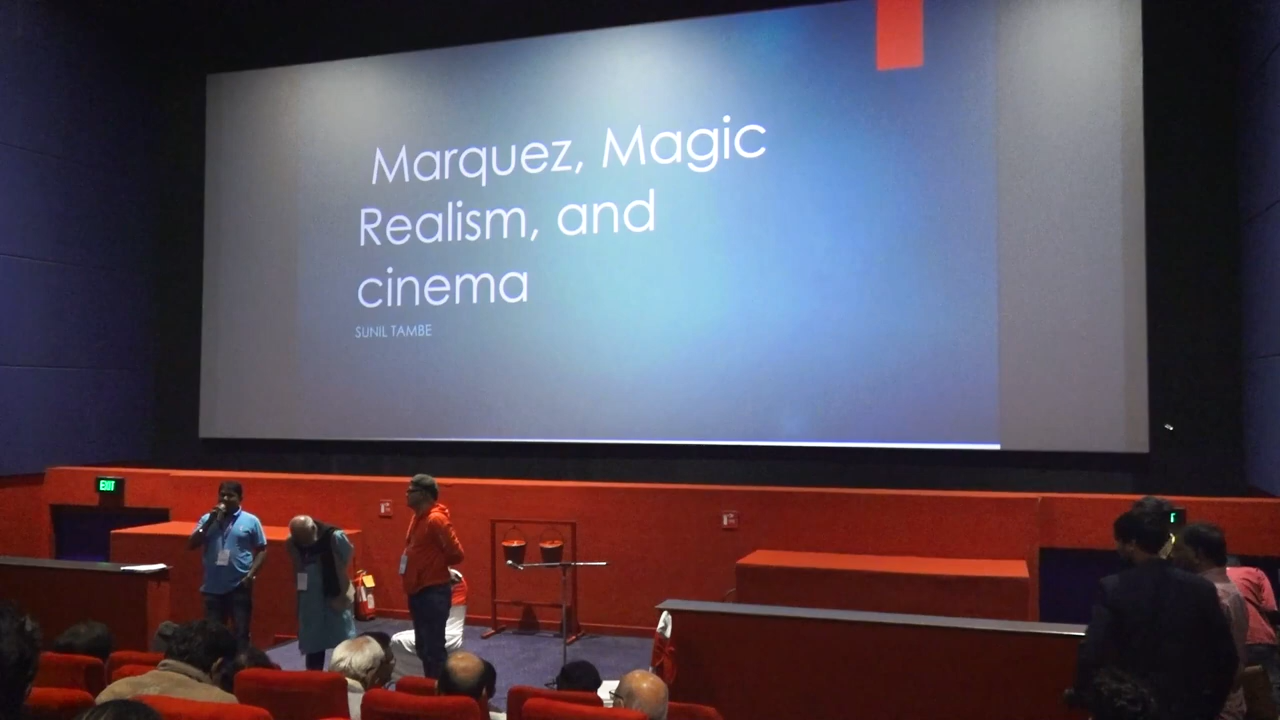 Marquez, Magic
Realism, and
cinema
SUNIL TAMBE
EXIT